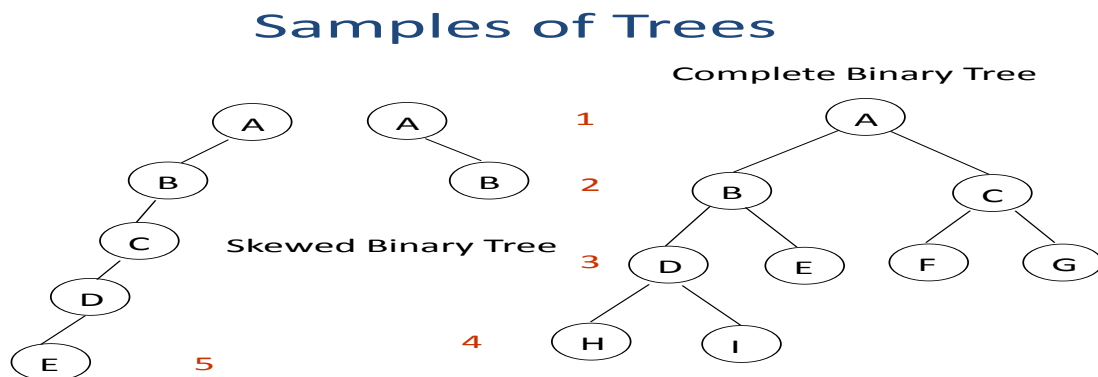 Samples of Trees
Complete Binary Tree
A A 1 A
B B 2 B C
C Skewed Binary Tree 3 D E F G
D
4 H I
E 5